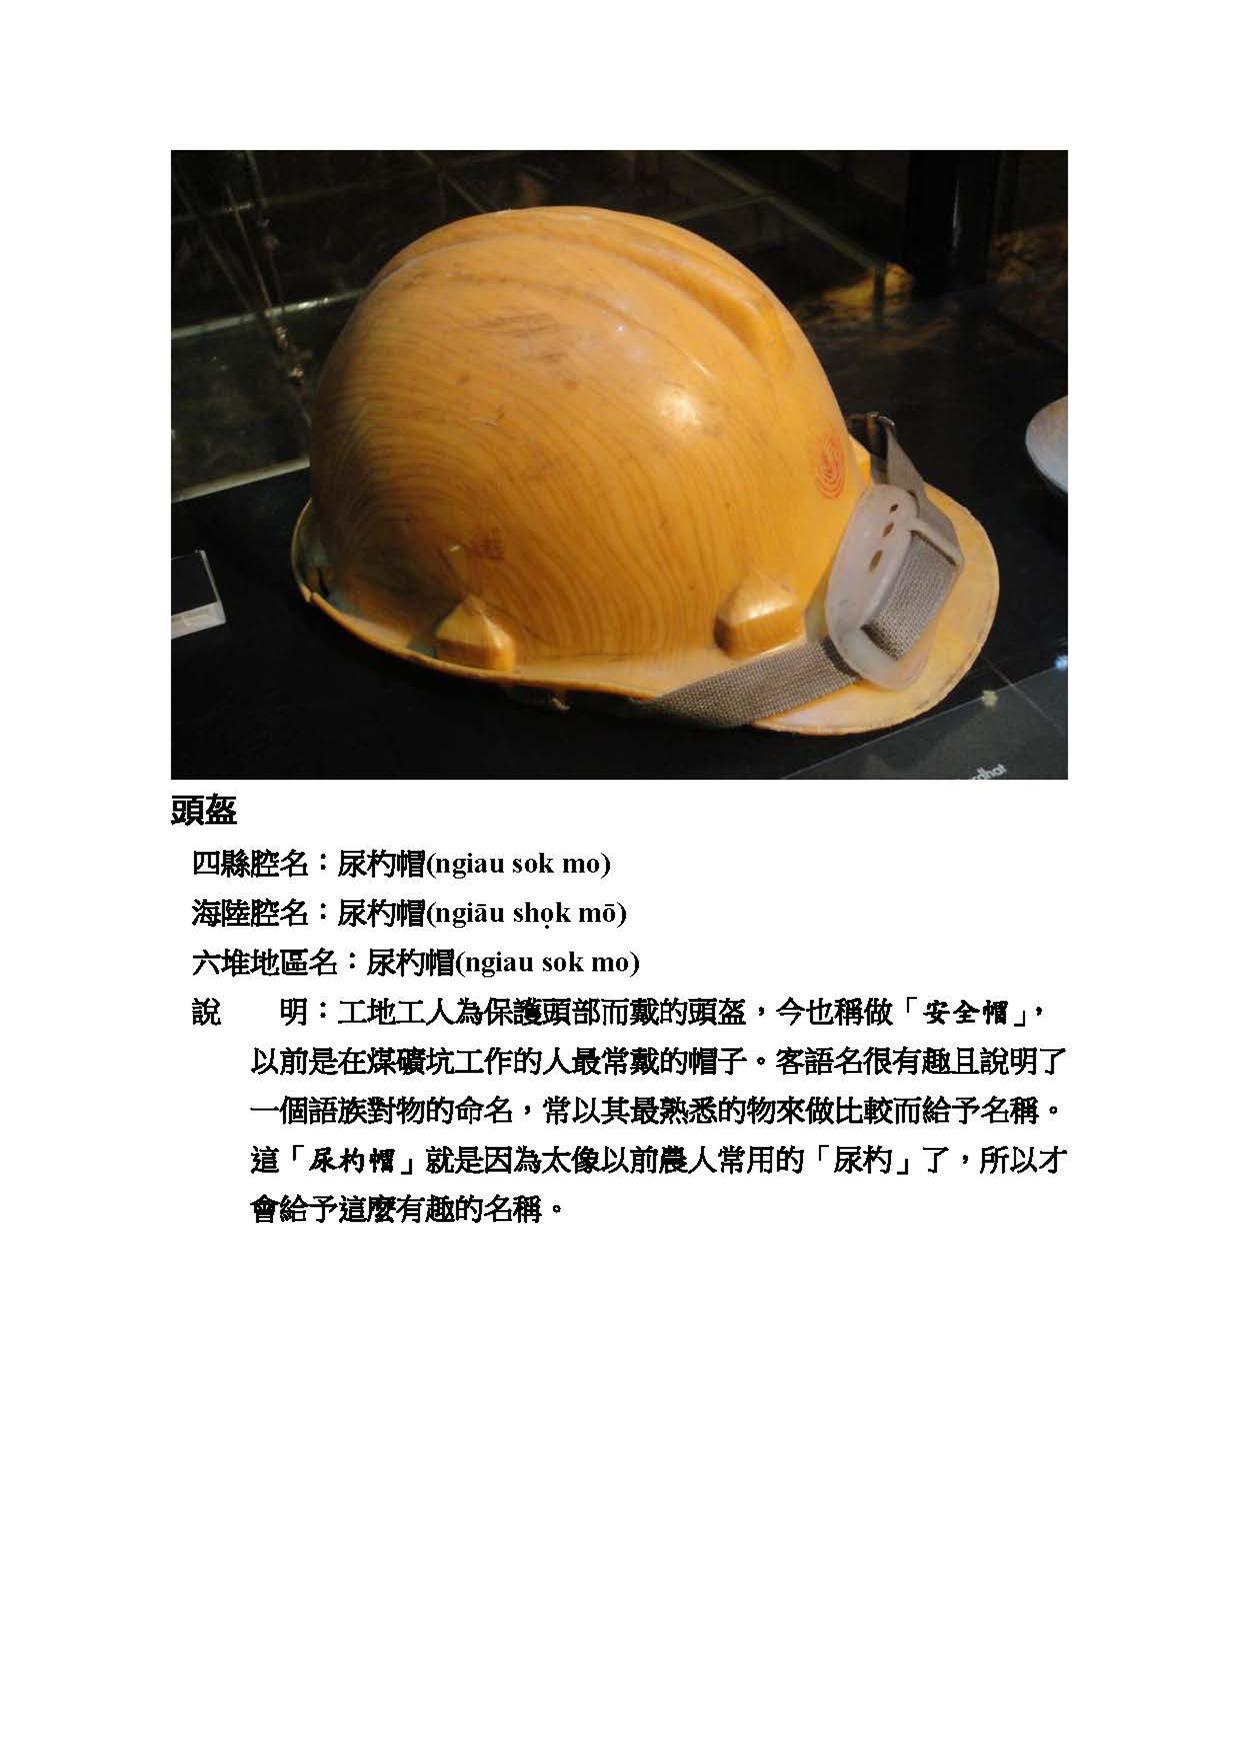 頭盔
四縣腔名：尿杓帽(ngiau sok mo)
海陸腔名：尿杓帽(ngiāu shọk mō)
六堆地區名：尿杓帽(ngiau sok mo)
說　　明：工地工人為保護頭部而戴的頭盔，今也稱做「安全帽」，
以前是在煤礦坑工作的人最常戴的帽子。客語名很有趣且說明了
一個語族對物的命名，常以其最熟悉的物來做比較而給予名稱。
這「尿杓帽」就是因為太像以前農人常用的「尿杓」了，所以才
會給予這麼有趣的名稱。